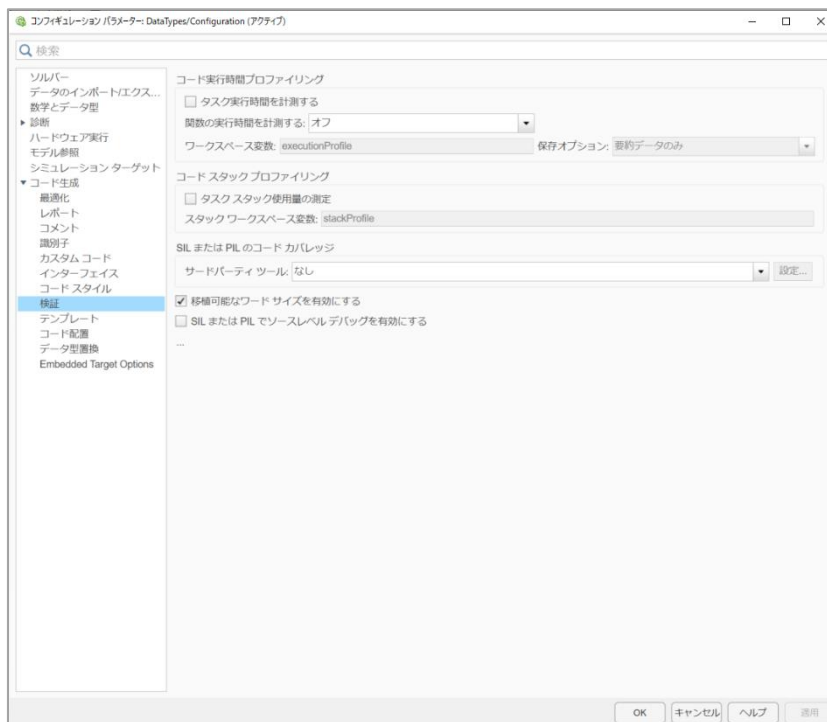 コンフィギュレーション パラメーター: DataTypes/Configuration (アクティブ)
検索
ソルバー
データのインポート/エクス...
数学とデータ型
診断
ハードウェア実行
モデル参照
シミュレーション ターゲット
コード生成
最適化
レポート
コメント
識別子
カスタム コード
インターフェイス
コード スタイル
検証
テンプレート
コード配置
データ型置換
Embedded Target Options
コード実行時間プロファイリング
タスク実行時間を計測する
関数の実行時間を計測する: オフ
ワークスペース変数: executionProfile 保存オプション: 要約データのみ
コード スタック プロファイリング
タスク スタック使用量の測定
スタック ワークスペース変数: stackProfile
SIL または PIL のコード カバレッジ
サードパーティ ツール: なし 設定...
移植可能なワード サイズを有効にする
SIL または PIL でソースレベル デバッグを有効にする
...
OK キャンセル ヘルプ 適用